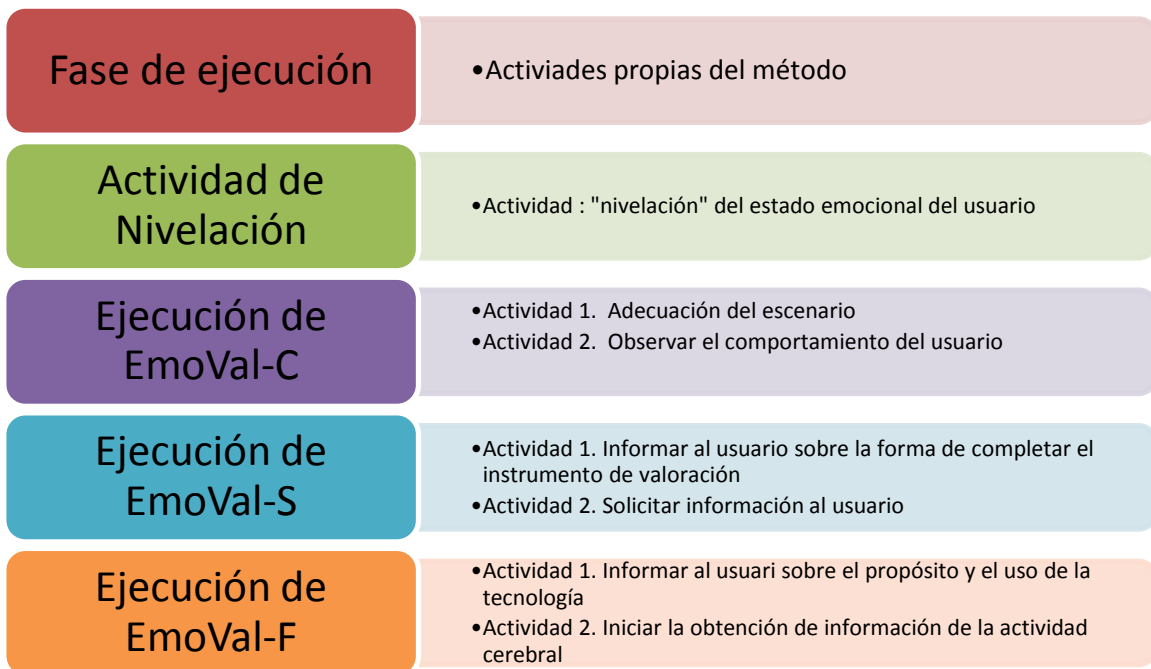 Fase de ejecución
•Activiades propias del método
Actividad de
Nivelación
•Actividad : "nivelación" del estado emocional del usuario
Ejecución de
EmoVal-C
•Actividad 1.  Adecuación del escenario
•Actividad 2.  Observar el comportamiento del usuario
Ejecución de
EmoVal-S
•Actividad 1. Informar al usuario sobre la forma de completar el
instrumento de valoración
•Actividad 2. Solicitar información al usuario
Ejecución de
EmoVal-F
•Actividad 1. Informar al usuari sobre el propósito y el uso de la
tecnología
•Actividad 2. Iniciar la obtención de información de la actividad
cerebral